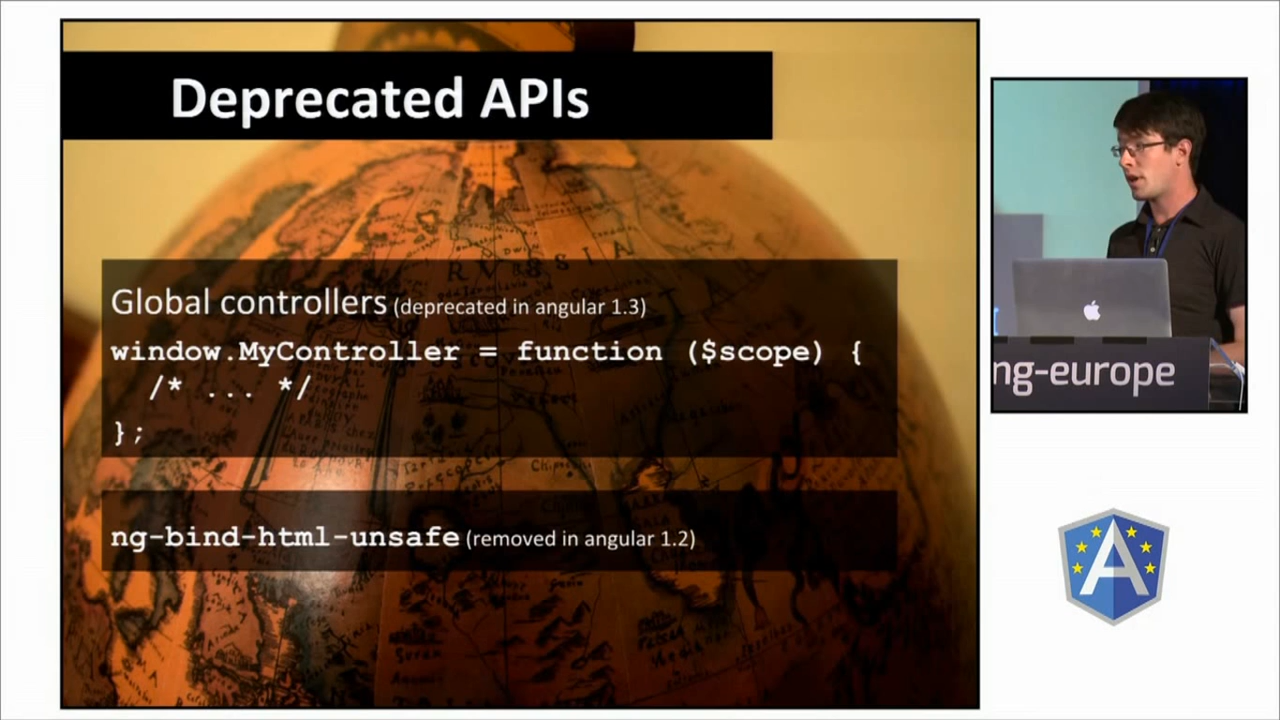 Deprecated APIs
RUSSIA
Global controllers (deprecated in angular 1.3)
window.MyController = function ($scope) {
/* ... */
};
ng-bind-html-unsafe (removed in angular 1.2)
ng-europe
A